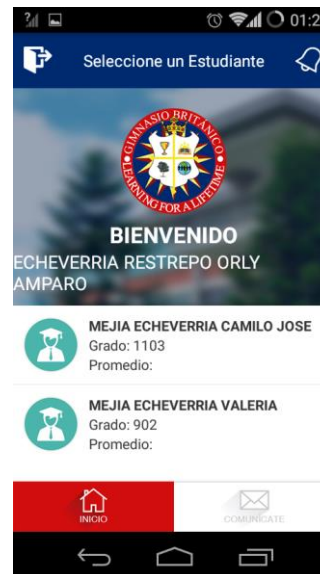 01:2
Seleccione un Estudiante
GIMNASIO BRITANICO
LEARNING FOR A LIFETIME
BIENVENIDO
ECHEVERRIA RESTREPO ORLY
AMPARO
MEJIA ECHEVERRIA CAMILO JOSE
Grado: 1103
Promedio:
MEJIA ECHEVERRIA VALERIA
Grado: 902
Promedio:
INICIO
COMUNÍCATE